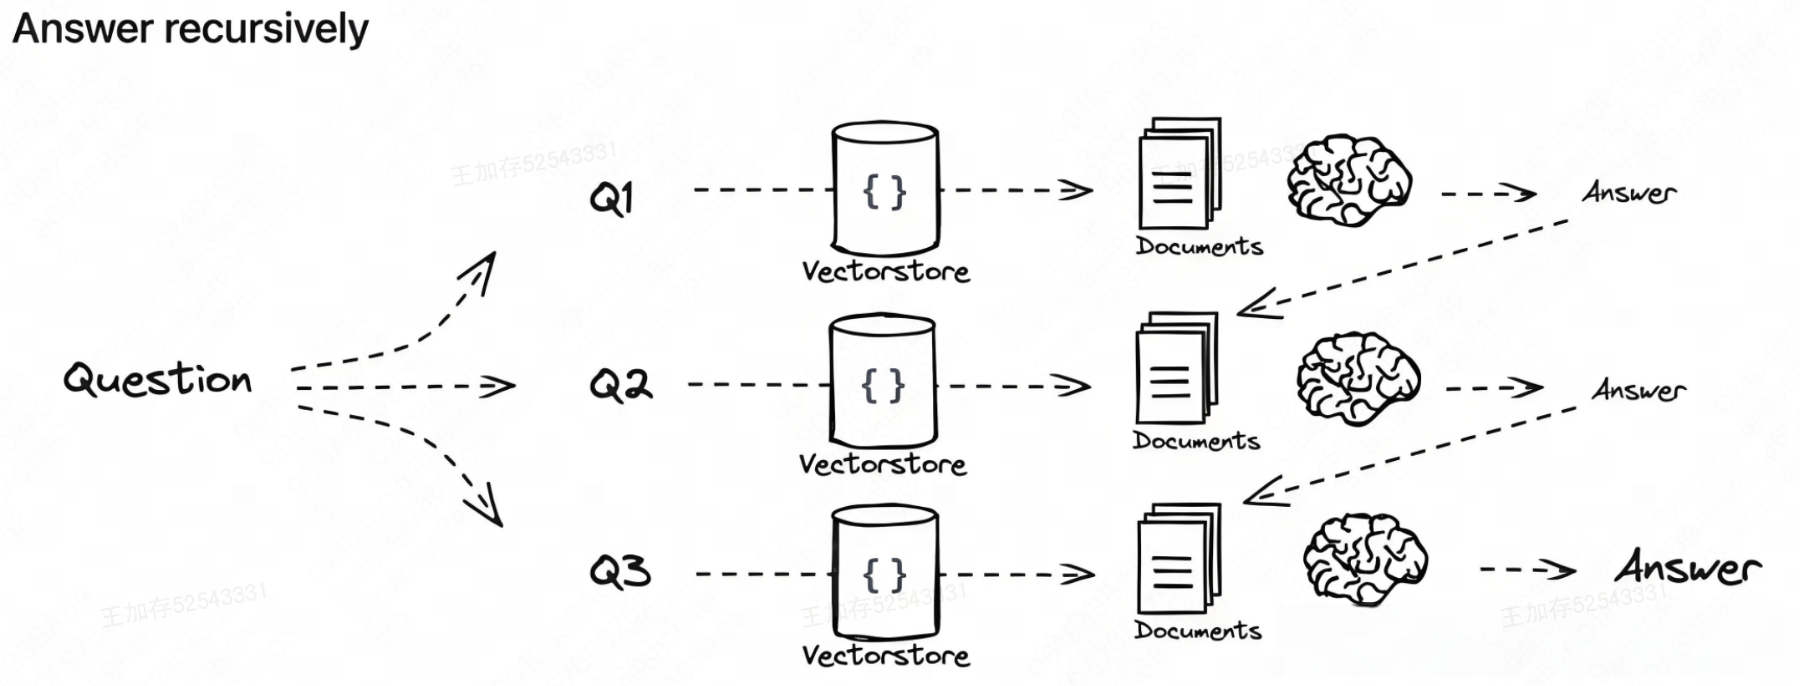 Answer recursively
王加存52543331
王加存52543331
Q1
{ }
Vectorstore
Documents
Answer
Question
Q2
{ }
Vectorstore
Documents
Answer
Q3
{ }
Vectorstore
Documents
Answer
王加存52543331
王加存52543331
王加存52543331